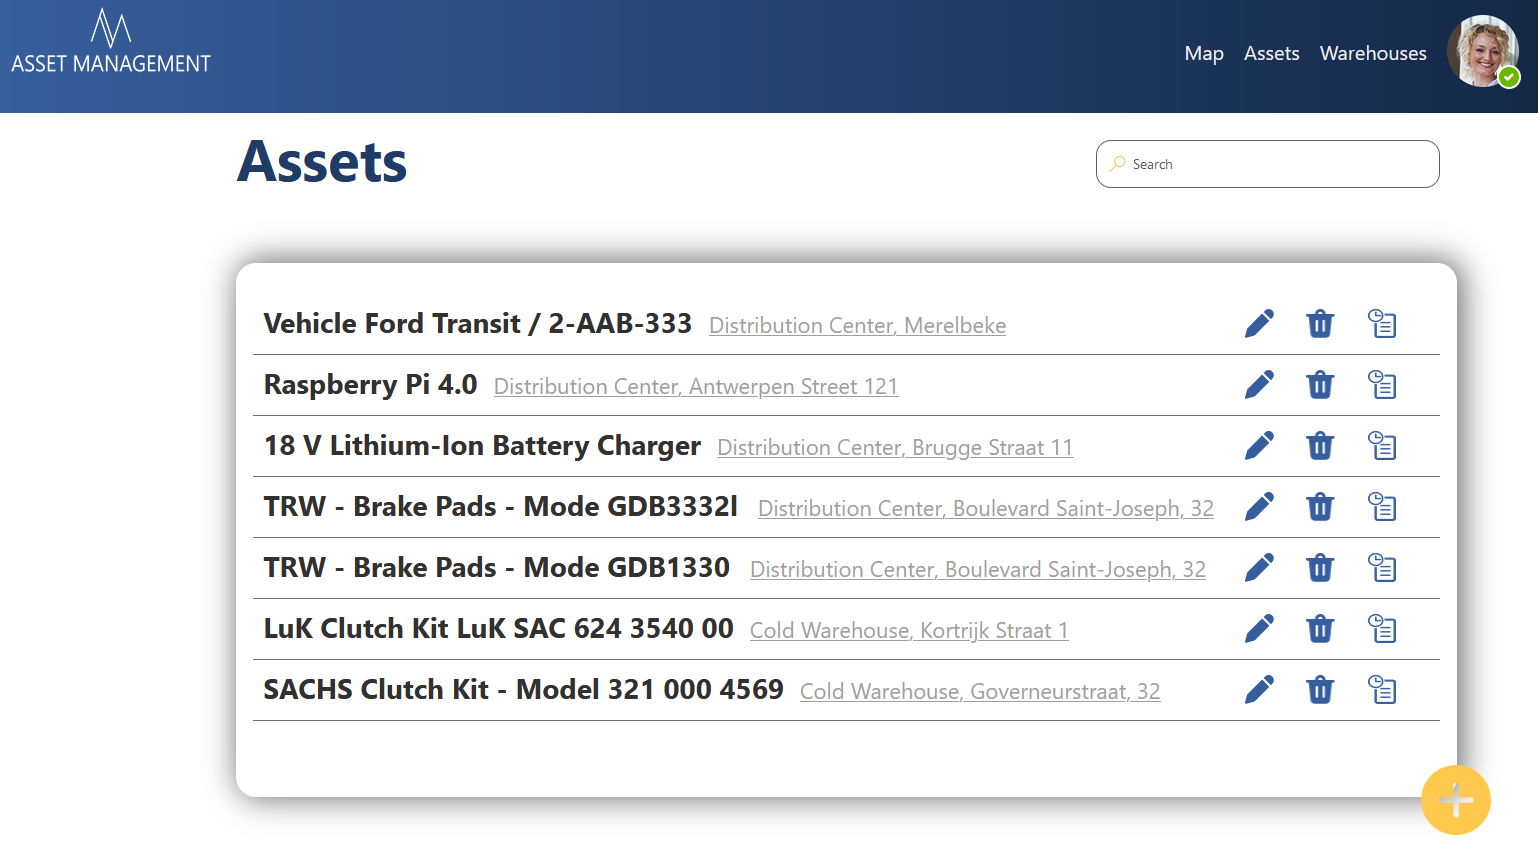 ASSET MANAGEMENT
Map Assets Warehouses
Assets
Search
Vehicle Ford Transit / 2-AAB-333 Distribution Center, Merelbeke
Raspberry Pi 4.0 Distribution Center, Antwerpen Street 121
18 V Lithium-Ion Battery Charger Distribution Center, Brugge Straat 11
TRW - Brake Pads - Mode GDB3332l Distribution Center, Boulevard Saint-Joseph, 32
TRW - Brake Pads - Mode GDB1330 Distribution Center, Boulevard Saint-Joseph, 32
LuK Clutch Kit LuK SAC 624 3540 00 Cold Warehouse, Kortrijk Straat 1
SACHS Clutch Kit - Model 321 000 4569 Cold Warehouse, Governeurstraat, 32